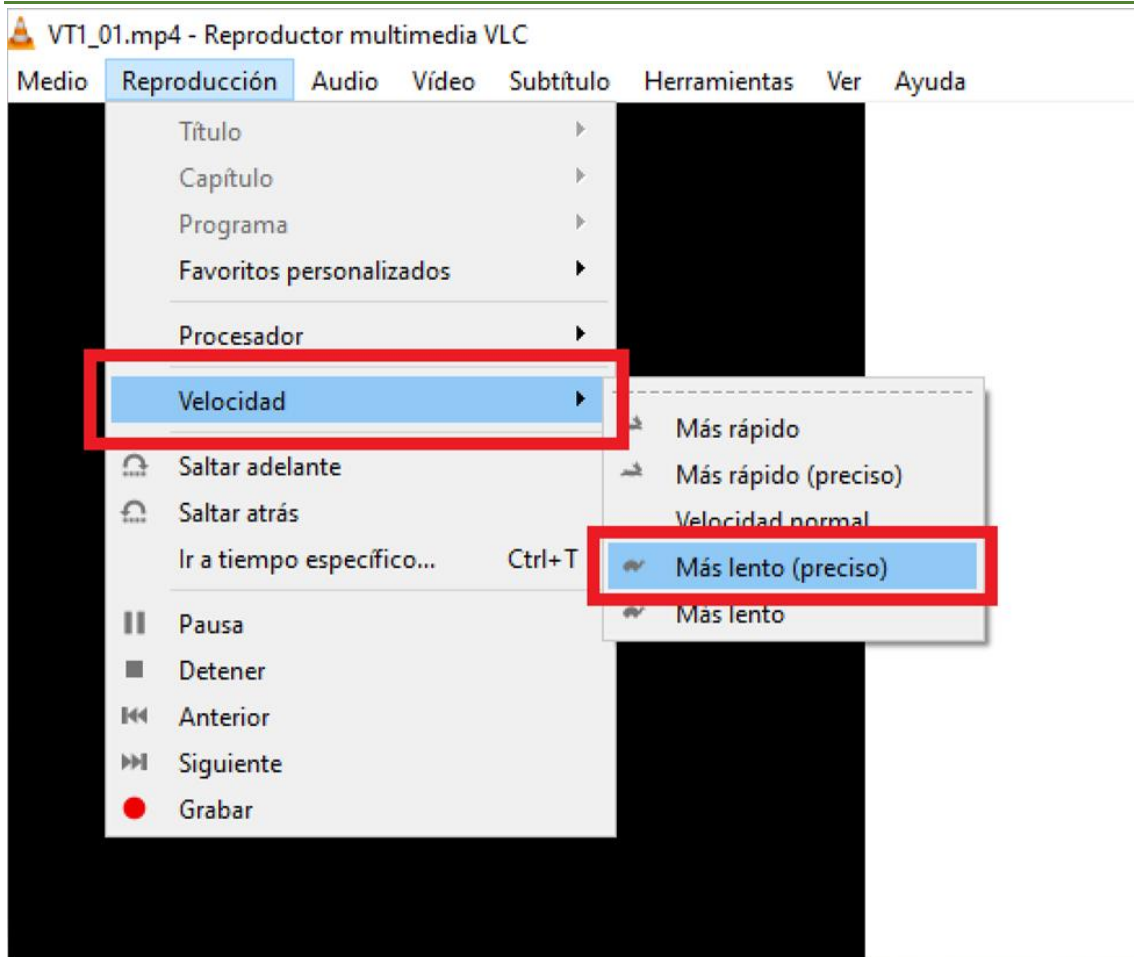 VT1_01.mp4 - Reproductor multimedia VLC
Medio Reproducción Audio Vídeo Subtítulo Herramientas Ver Ayuda
Título
Capítulo
Programa
Favoritos personalizados
Procesador
Velocidad
Saltar adelante
Saltar atrás
Ir a tiempo específico... Ctrl+T
Pausa
Detener
Anterior
Siguiente
Grabar
Más rápido
Más rápido (preciso)
Velocidad normal
Más lento (preciso)
Más lento